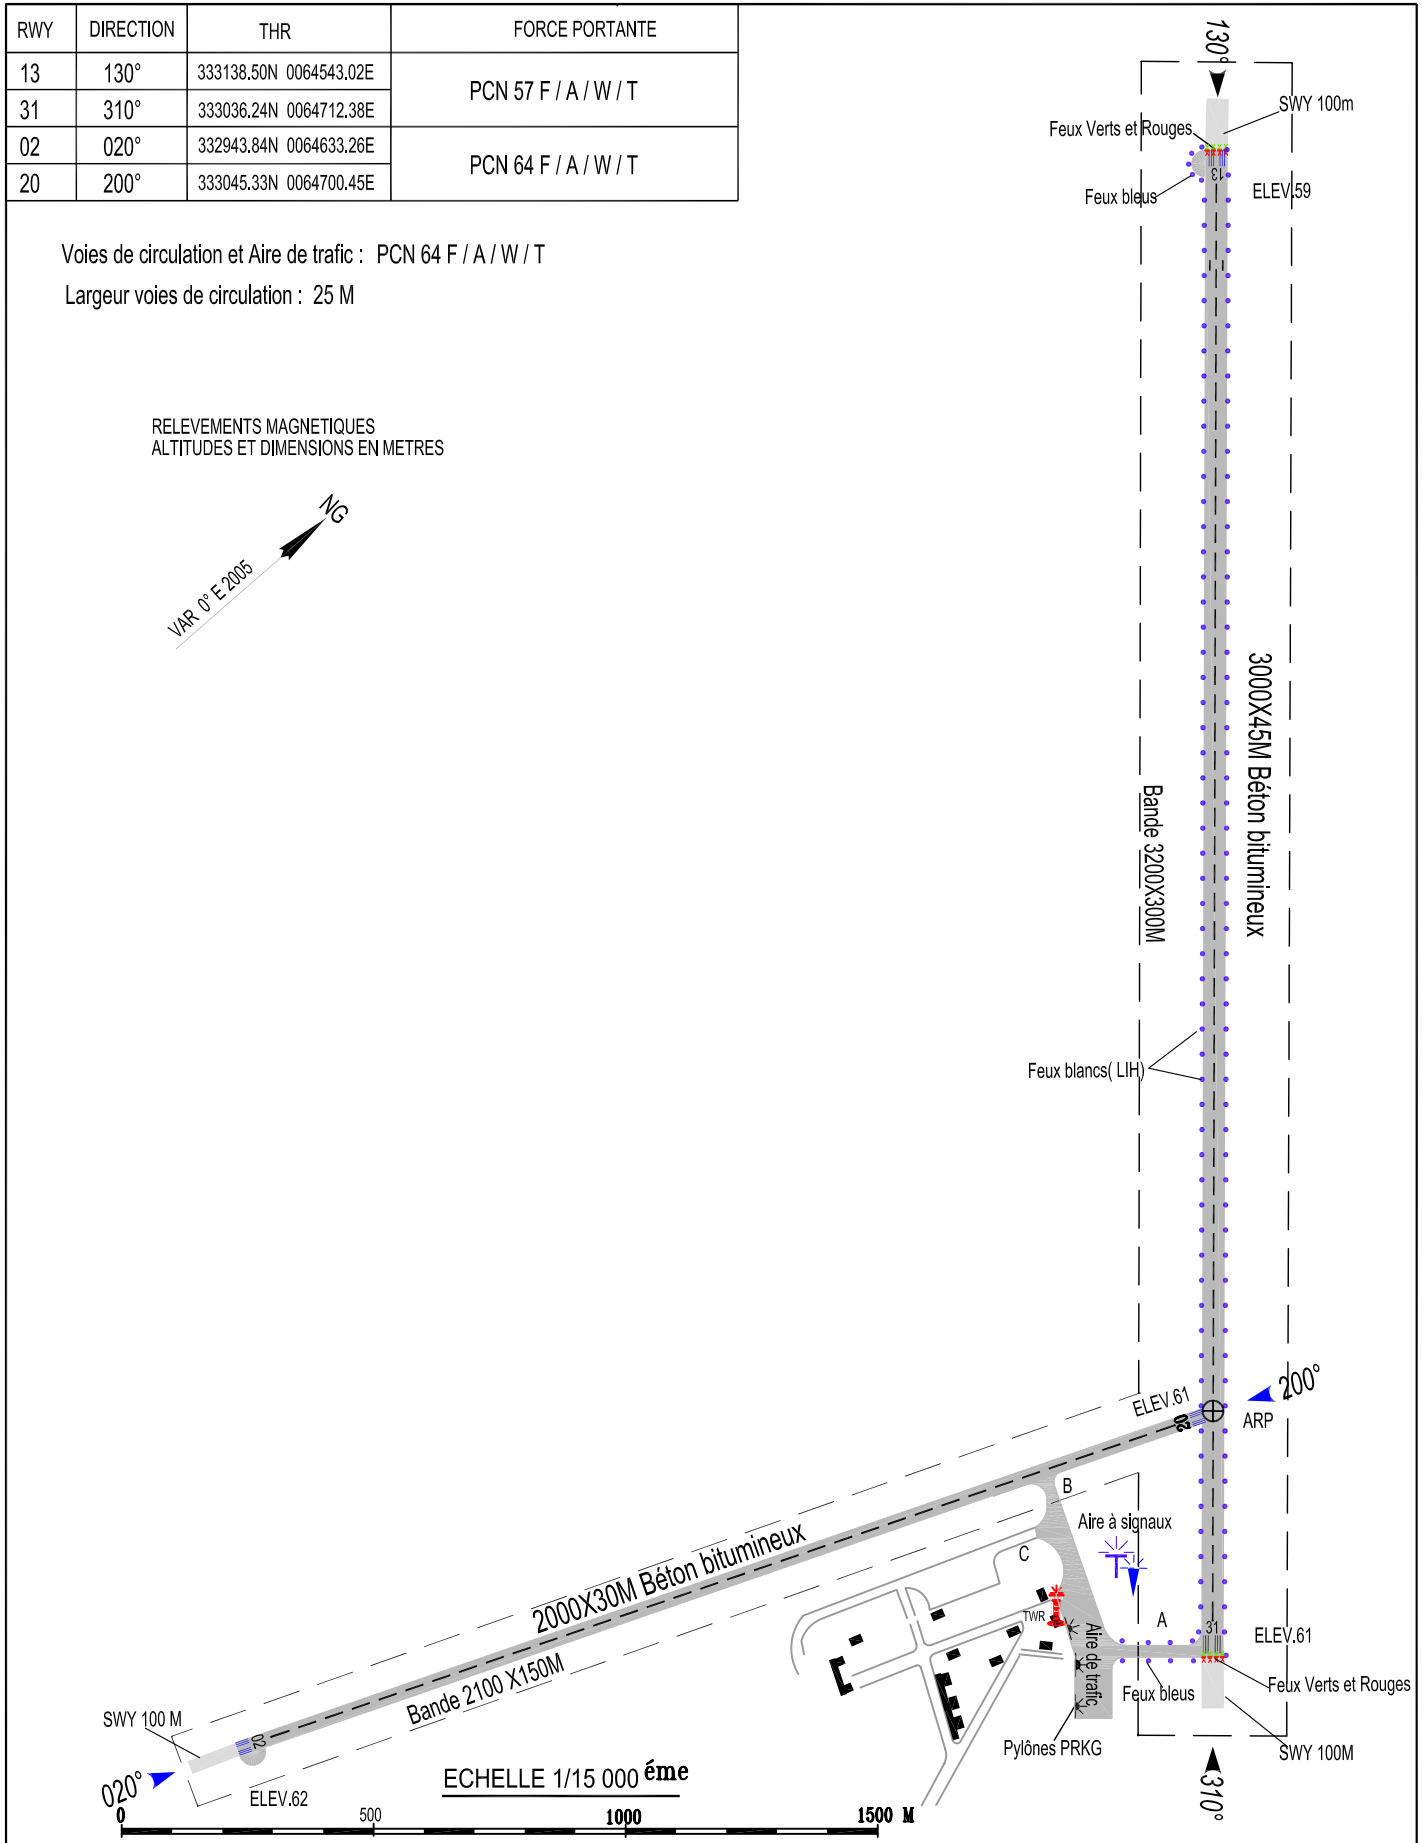 RWY DIRECTION THR FORCE PORTANTE
13 130° 333138.50N 0064543.02E PCN 57 F / A / W / T
31 310° 333036.24N 0064712.38E
02 020° 332943.84N 0064633.26E PCN 64 F / A / W / T
20 200° 333045.33N 0064700.45E
Voies de circulation et Aire de trafic : PCN 64 F / A / W / T
Largeur voies de circulation : 25 M
RELEVEMENTS MAGNETIQUES
ALTITUDES ET DIMENSIONS EN METRES
NG
VAR 0° E 2005
130°
SWY 100m
Feux Verts et Rouges
13
Feux bleus
ELEV.59
3000X45M Béton bitumineux
Bande 3200X300M
Feux blancs( LIH)
200°
ELEV.61
20
ARP
B
Aire à signaux
T
C
2000X30M Béton bitumineux
TWR
A
31
ELEV.61
Aire de trafic
Bande 2100 X150M
Feux bleus
Feux Verts et Rouges
SWY 100 M
02
Pylônes PRKG
SWY 100M
020°
ELEV.62
310°
ECHELLE 1/15 000 éme
0 500 1000 1500 M